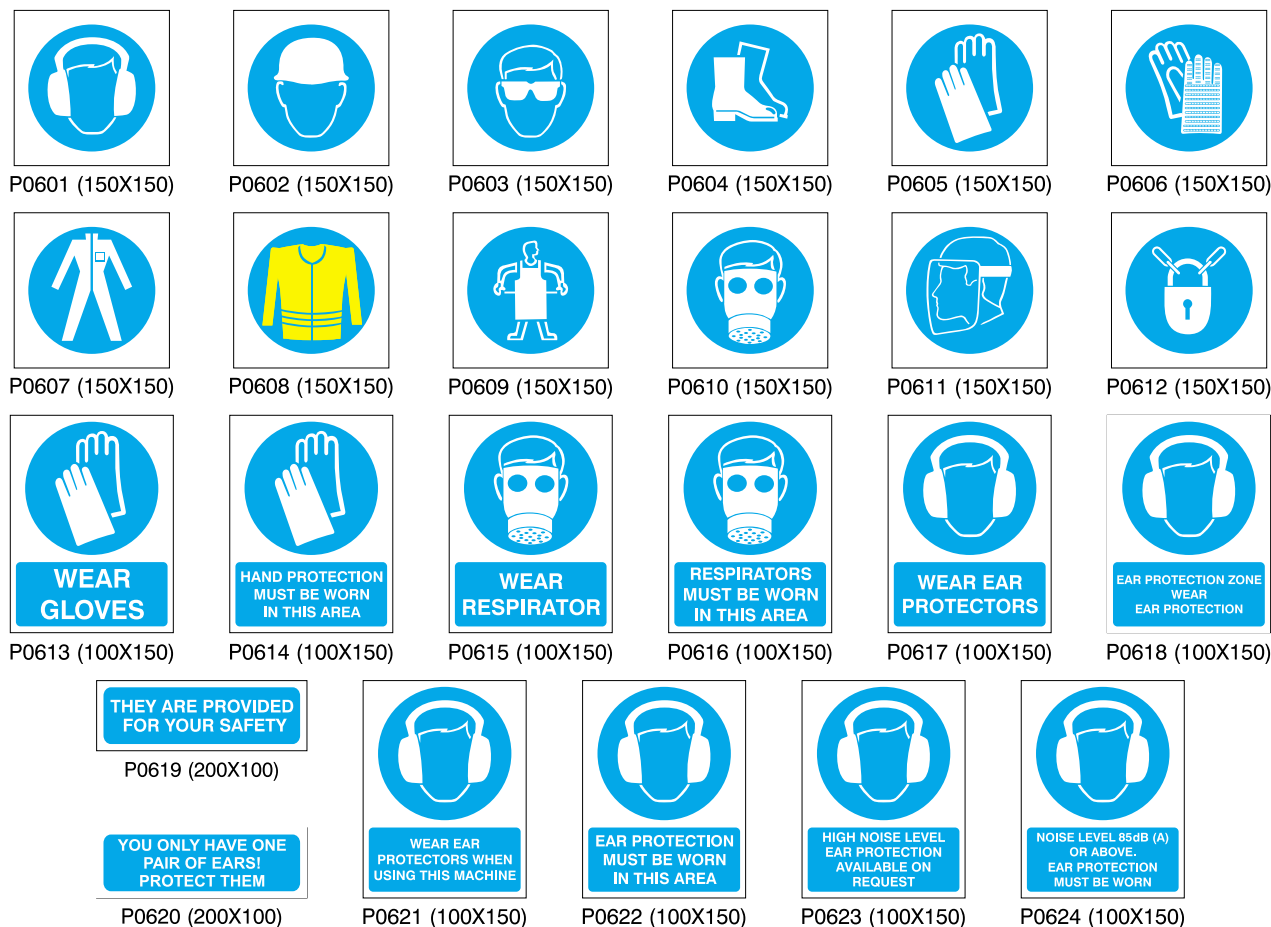 P0601 (150X150)
P0602 (150X150)
P0603 (150X150)
P0604 (150X150)
P0605 (150X150)
P0606 (150X150)
P0607 (150X150)
P0608 (150X150)
P0609 (150X150)
P0610 (150X150)
P0611 (150X150)
P0612 (150X150)
WEAR
GLOVES
P0613 (100X150)
HAND PROTECTION
MUST BE WORN
IN THIS AREA
P0614 (100X150)
WEAR
RESPIRATOR
P0615 (100X150)
RESPIRATORS
MUST BE WORN
IN THIS AREA
P0616 (100X150)
WEAR EAR
PROTECTORS
P0617 (100X150)
EAR PROTECTION ZONE
WEAR
EAR PROTECTION
P0618 (100X150)
THEY ARE PROVIDED
FOR YOUR SAFETY
P0619 (200X100)
YOU ONLY HAVE ONE
PAIR OF EARS!
PROTECT THEM
P0620 (200X100)
WEAR EAR
PROTECTORS WHEN
USING THIS MACHINE
P0621 (100X150)
EAR PROTECTION
MUST BE WORN
IN THIS AREA
P0622 (100X150)
HIGH NOISE LEVEL
EAR PROTECTION
AVAILABLE ON
REQUEST
P0623 (100X150)
NOISE LEVEL 85dB (A)
OR ABOVE.
EAR PROTECTION
MUST BE WORN
P0624 (100X150)